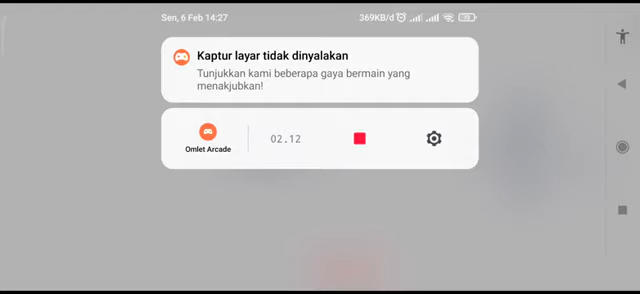 Sen, 6 Feb 14:27
369KB/d
Kaptur layar tidak dinyalakan
Tunjukkan kami beberapa gaya bermain yang
menakjubkan!
02.12
Omlet Arcade